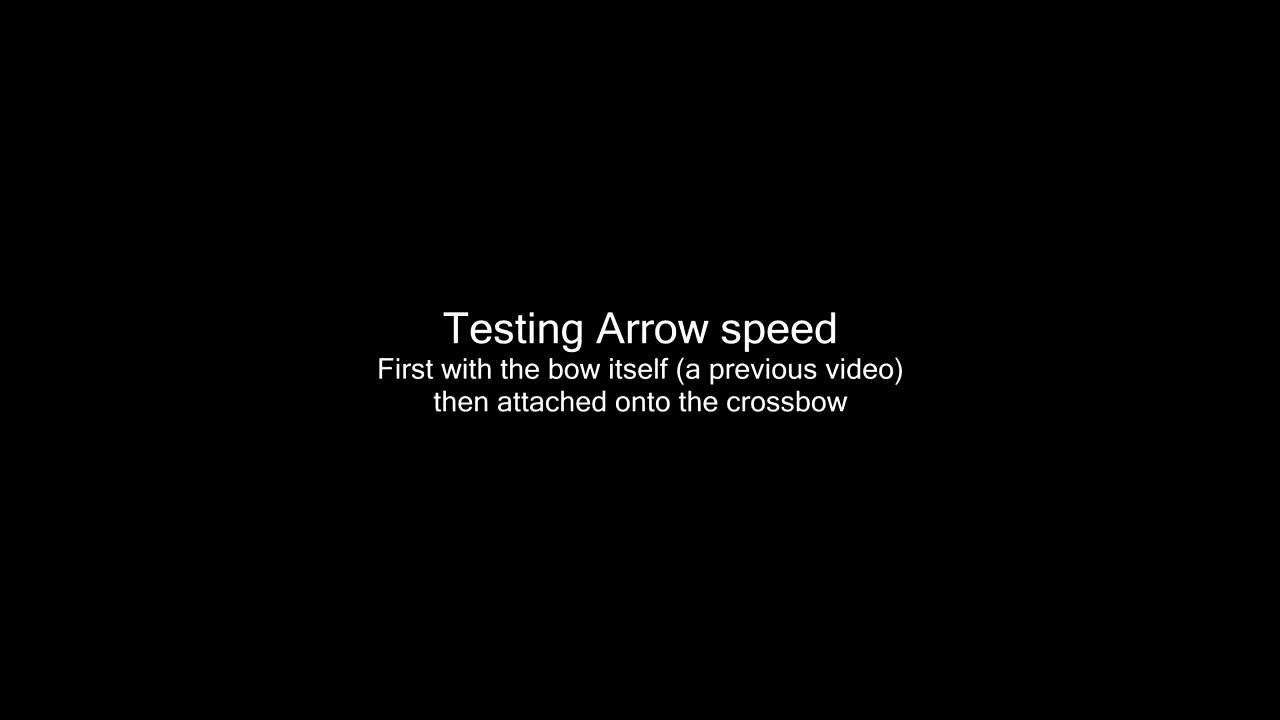 Testing Arrow speed
First with the bow itself (a previous video)
then attached onto the crossbow